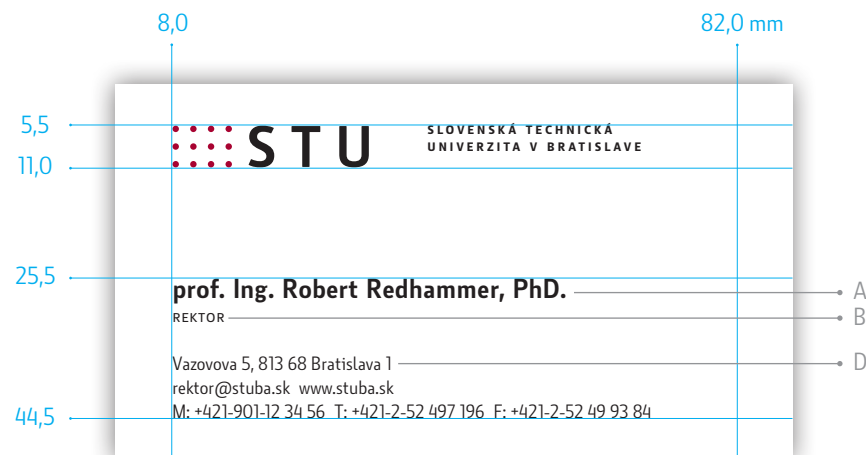 8,0 82,0 mm
5,5
STU SLOVENSKÁ TECHNICKÁ
UNIVERZITA V BRATISLAVE
11,0
25,5
prof. Ing. Robert Redhammer, PhD. A
REKTOR B
Vazovova 5, 813 68 Bratislava 1 D
rektor@stuba.sk www.stuba.sk
44,5 M: +421-901-12 34 56 T: +421-2-52 497 196 F: +421-2-52 49 93 84